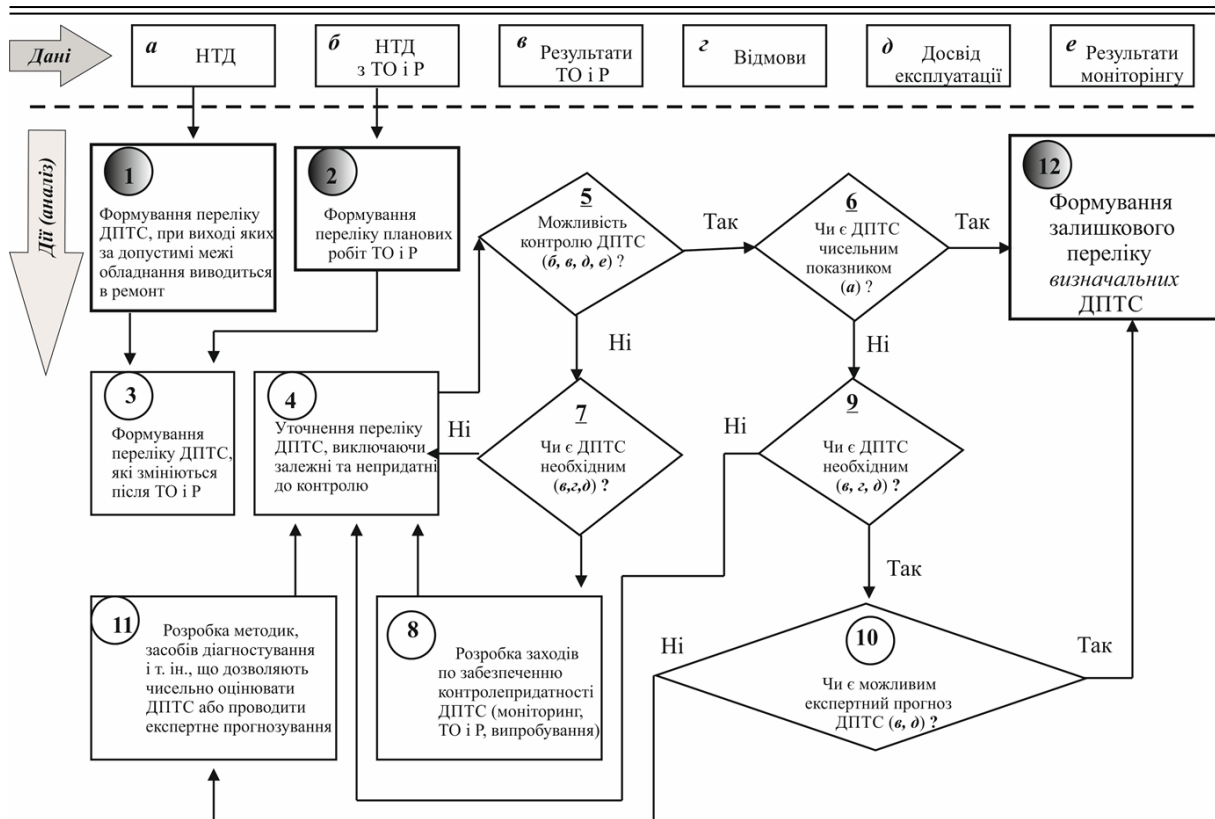 Дані
а НТД
б НТД
з ТО і Р
в Результати
ТО і Р
г Відмови
д Досвід
експлуатації
е Результати
моніторінгу
Дії (аналіз)
1
Формування переліку
ДПТС, при виході яких
за допустимі межі
обладнання виводиться
в ремонт
2
Формування
переліку планових
робіт ТО і Р
5
Можливість
контролю ДПТС
(б, в, д, е) ?
Так
6
Чи є ДПТС
чисельним
показником
(а) ?
Так
12
Формування
залишкового
переліку
визначальних
ДПТС
Ні
Ні
3
Формування
переліку ДПТС,
які змініються
після ТО і Р
4
Уточнення переліку
ДПТС, виключаючи
залежні та непридатні
до контролю
Ні
7
Чи є ДПТС
необхідним
(в,г,д) ?
Ні
9
Чи є ДПТС
необхідним
(в, г, д) ?
Так
11
Розробка методик,
засобів діагностування
і т. ін., що дозволяють
чисельно оцінювати
ДПТС або проводити
експертне прогнозування
8
Розробка заходів
по забезпеченню
контролепридатності
ДПТС (моніторинг,
ТО і Р, випробування)
Ні
10
Чи є можливим
експертний прогноз
ДПТС (в, д) ?
Так